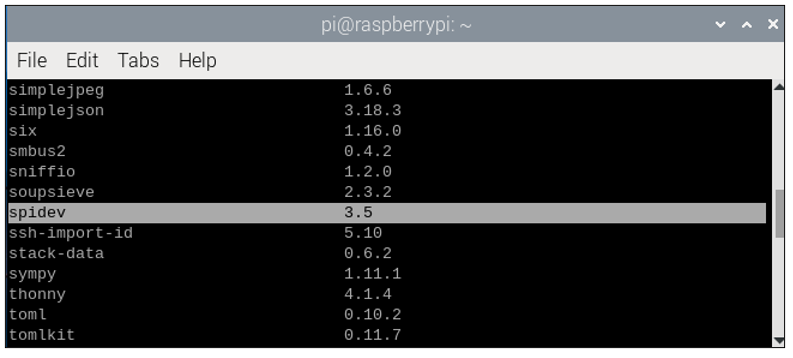 pi@raspberrypi: ~
File Edit Tabs Help
simplejpeg 1.6.6
simplejson 3.18.3
six 1.16.0
smbus2 0.4.2
sniffio 1.2.0
soupsieve 2.3.2
spidev 3.5
ssh-import-id 5.10
stack-data 0.6.2
sympy 1.11.1
thonny 4.1.4
toml 0.10.2
tomlkit 0.11.7